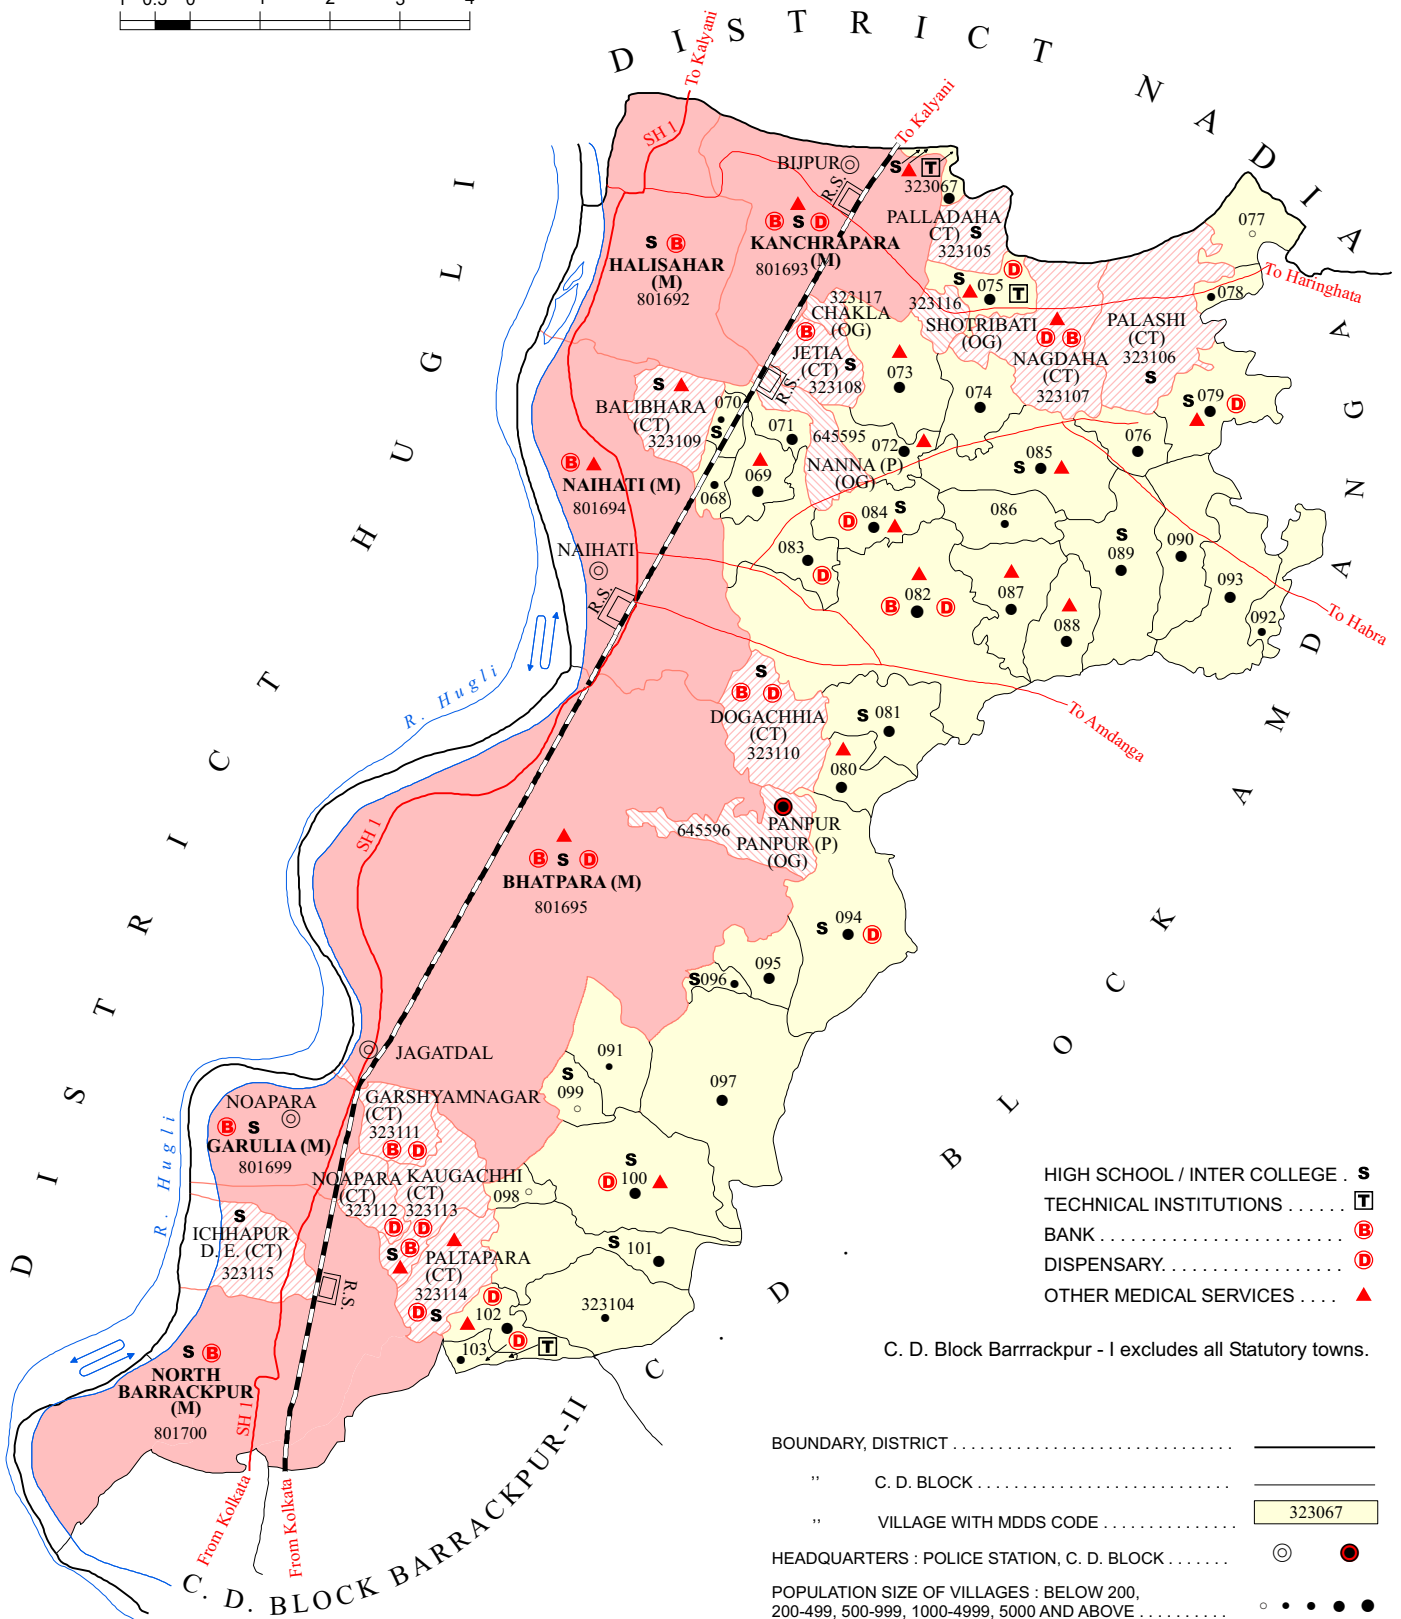 1 0.5 0 1 2 3 4
DISTRICT NADIA
To Kalyani
SH 1
To Kalyani
BIJPUR
R.S.
S T
323067
PALLADAHA
(CT) S
323105
077
DISTRICT HUGLI
S B
HALISAHAR
(M)
801692
B S D
KANCHRAPARA
(M)
801693
D
S 075 T
323116
To Haringhata
078
323117
CHAKLA
(OG)
SHOTRIBATI
(OG)
PALASHI
(CT)
323106
S
B
JETIA
(CT) S
323108
D B
NAGDAHA
(CT)
323107
073
R.S.
074
S 079 D
S
BALIBHARA
(CT)
323109
070
S
071
645595
NANNA (P)
(OG)
072
076
085
S
B
NAIHATI (M)
801694
068
069
D 084 S
086
S
089
090
NAIHATI
R.S.
083
D
082
B D
087
088
093
092
To Habra
R. Hugli
S
B D
DOGACHHIA
(CT)
323110
S 081
080
To Amdanga
C. D. BLOCK AMDANGA
PANPUR
645596
PANPUR (P)
(OG)
SH 1
B S D
BHATPARA (M)
801695
094
S D
095
S 096
JAGATDAL
091
S
099
097
NOAPARA
B S
GARULIA (M)
801699
GARSHYAMNAGAR
(CT)
323111
B D
R. Hugli
NOAPARA
(CT)
323112
KAUGACHHI
(CT)
323113
098
S
D 100
S
ICHHAPUR
D. E. (CT)
323115
D D
S B
PALTAPARA
(CT)
323114
D S
S 101
R.S.
D
102
323104
103
D T
S B
NORTH
BARRACKPUR
(M)
801700
SH 1
From Kolkata
From Kolkata
C. D. BLOCK BARRACKPUR-II
HIGH SCHOOL / INTER COLLEGE . S
TECHNICAL INSTITUTIONS . . . . . . T
BANK . . . . . . . . . . . . . . . . . . . . . . . . B
DISPENSARY. . . . . . . . . . . . . . . . . D
OTHER MEDICAL SERVICES . . . .
C. D. Block Barrrackpur - I excludes all Statutory towns.
BOUNDARY, DISTRICT . . . . . . . . . . . . . . . . . . . . . . . . . . . . . . .
,, C. D. BLOCK . . . . . . . . . . . . . . . . . . . . . . . . . . . .
,, VILLAGE WITH MDDS CODE . . . . . . . . . . . . . . . 323067
HEADQUARTERS : POLICE STATION, C. D. BLOCK . . . . . . .
POPULATION SIZE OF VILLAGES : BELOW 200,
200-499, 500-999, 1000-4999, 5000 AND ABOVE . . . . . . . . . .